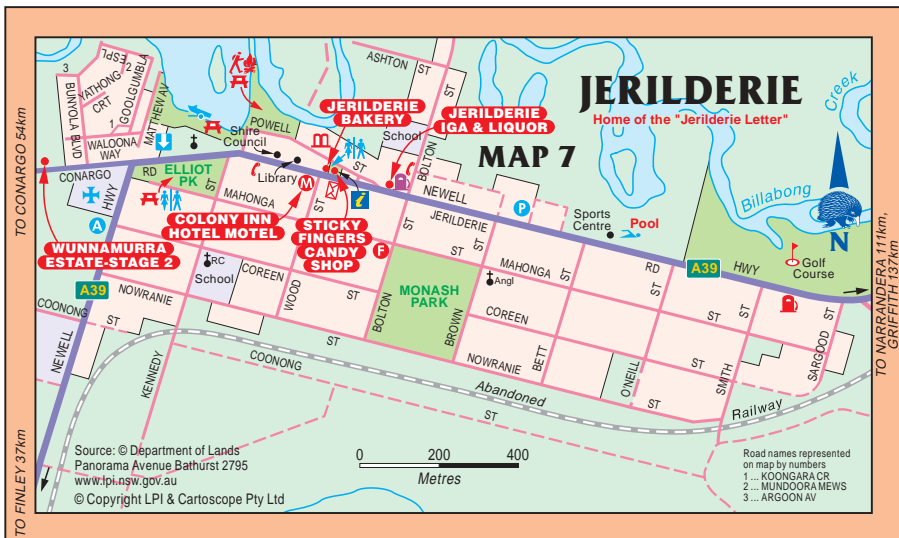 JERILDERIE
Home of the "Jerilderie Letter"
MAP 7
TO CONARGO 54km
TO FINLEY 37km
TO NARRANDERA 111km,
GRIFFITH 137km
ESPL
YATHONG
CRT
GOOLGUMBLA
BUNYOLA BLVD
3
2
1
WALOONA
WAY
MATTHEW AV
Shire
Council
POWELL
ST
Library
ASHTON
ST
School
BOLTON
JERILDERIE
BAKERY
JERILDERIE
IGA & LIQUOR
CONARGO
RD
HWY
ELLIOT
PK
ST
MAHONGA
ST
M
COLONY INN
HOTEL MOTEL
STICKY
FINGERS
CANDY
SHOP
i
WUNNAMURRA
ESTATE-STAGE 2
A
A39
NEWELL
JERILDERIE
ST
P
Sports
Centre
Pool
RD
A39
HWY
Creek
Billabong
N
Golf
Course
RC
School
COREEN
WOOD
ST
F
ST
MONASH
PARK
BOLTON
BROWN
Angl
MAHONGA
ST
ST
COREEN
NOWRANIE
ST
BETT
O'NEILL
ST
ST
SMITH
ST
SARGOOD
ST
ST
COONONG
ST
NOWRANIE
NEWELL
KENNEDY
COONONG
ST
ST
Abandoned
Railway
Source: © Department of Lands
Panorama Avenue Bathurst 2795
www.lpi.nsw.gov.au
© Copyright LPI & Cartoscope Pty Ltd
0 200 400
Metres
Road names represented
on map by numbers
1 ... KOONGARA CR
2 ... MUNDOORA MEWS
3 ... ARGOON AV